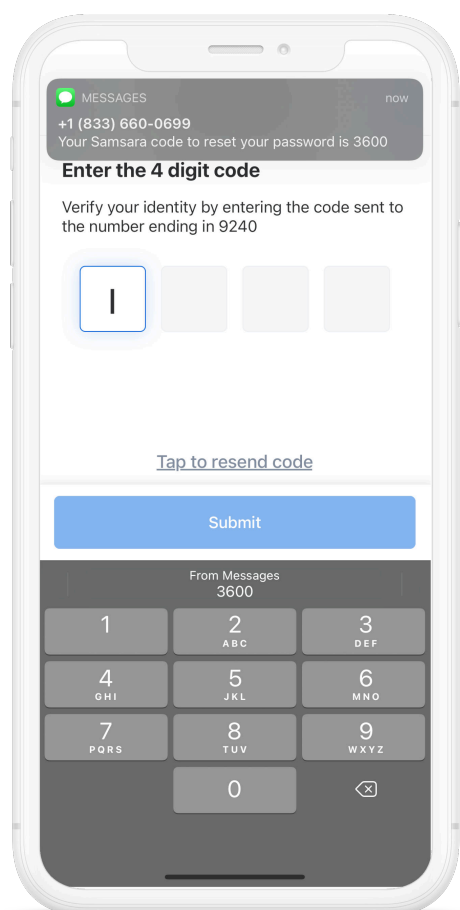 MESSAGES now
+1 (833) 660-0699
Your Samsara code to reset your password is 3600
Enter the 4 digit code
Verify your identity by entering the code sent to
the number ending in 9240
Tap to resend code
Submit
From Messages
3600
1 2 3
ABC DEF
4 5 6
GHI JKL MNO
7 8 9
PQRS TUV WXYZ
0